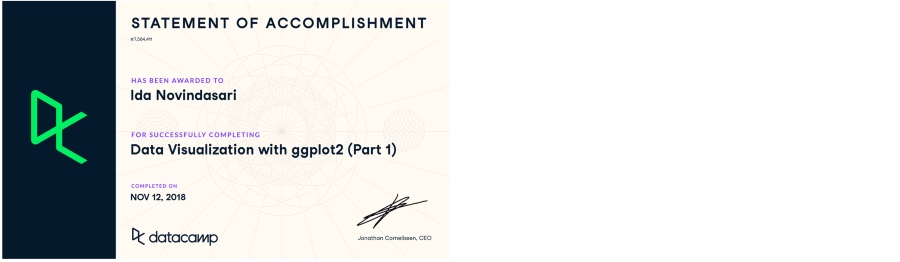 STATEMENT OF ACCOMPLISHMENT
#7,564,411
HAS BEEN AWARDED TO
Ida Novindasari
FOR SUCCESSFULLY COMPLETING
Data Visualization with ggplot2 (Part 1)
COMPLETED ON
NOV 12, 2018
datacamp
Jonathan Cornelissen, CEO